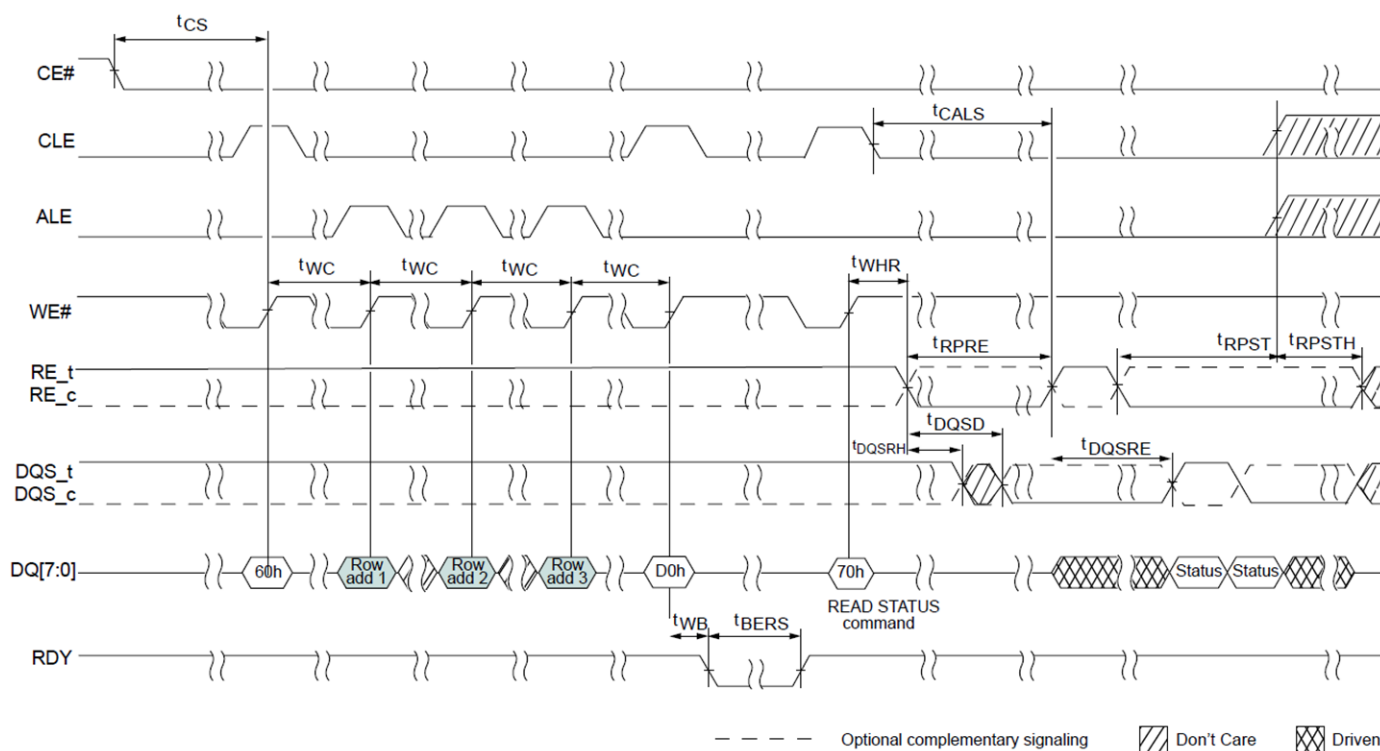 tCS
CE#
tCALS
CLE
ALE
tWC tWC tWC tWC tWHR
WE#
tRPRE tRPST tRPSTH
RE_t
RE_c
tDQSD
tDQSRH tDQSRE
DQS_t
DQS_c
DQ[7:0] 60h Row add 1 Row add 2 Row add 3 D0h 70h Status Status
READ STATUS
command
tWB tBERS
RDY
Optional complementary signaling Don't Care Driven